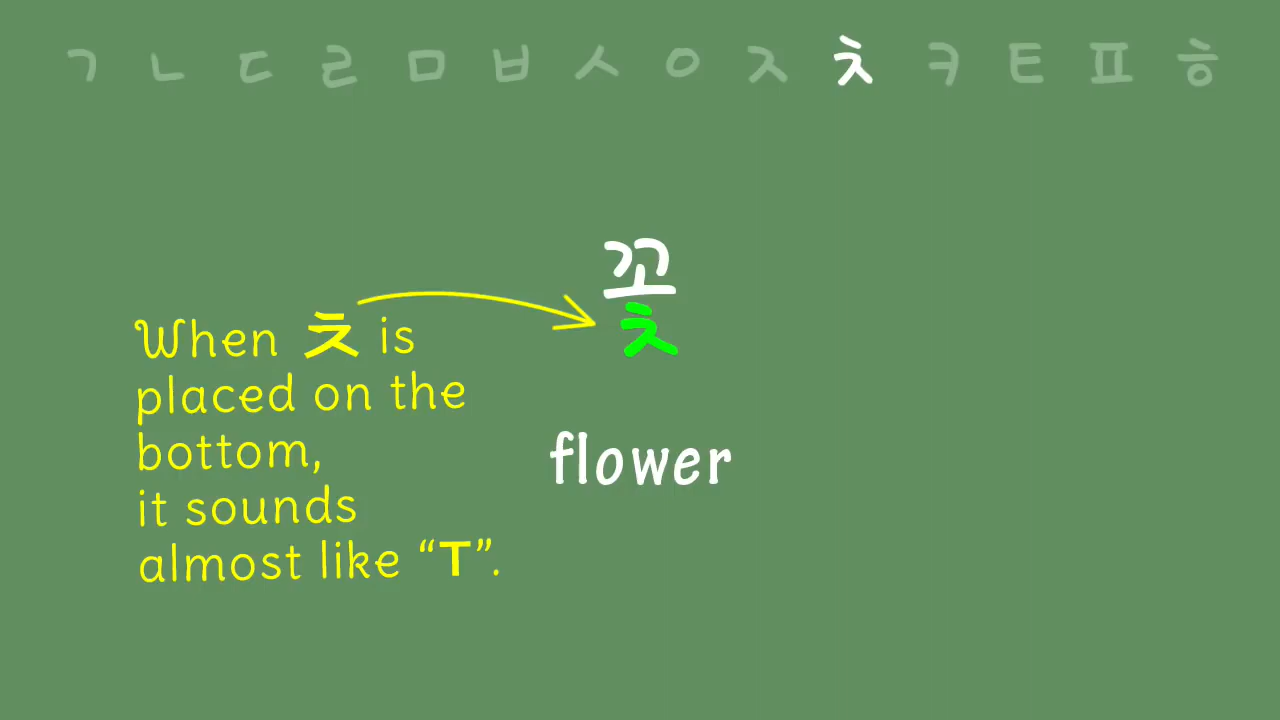 ㄱ ㄴ ㄷ ㄹ ㅁ ㅂ ㅅ ㅇ ㅈ ㅊ ㅋ ㅌ ㅍ ㅎ
꽃
When ㅊ is
placed on the
bottom,
it sounds
almost like “T”.
flower